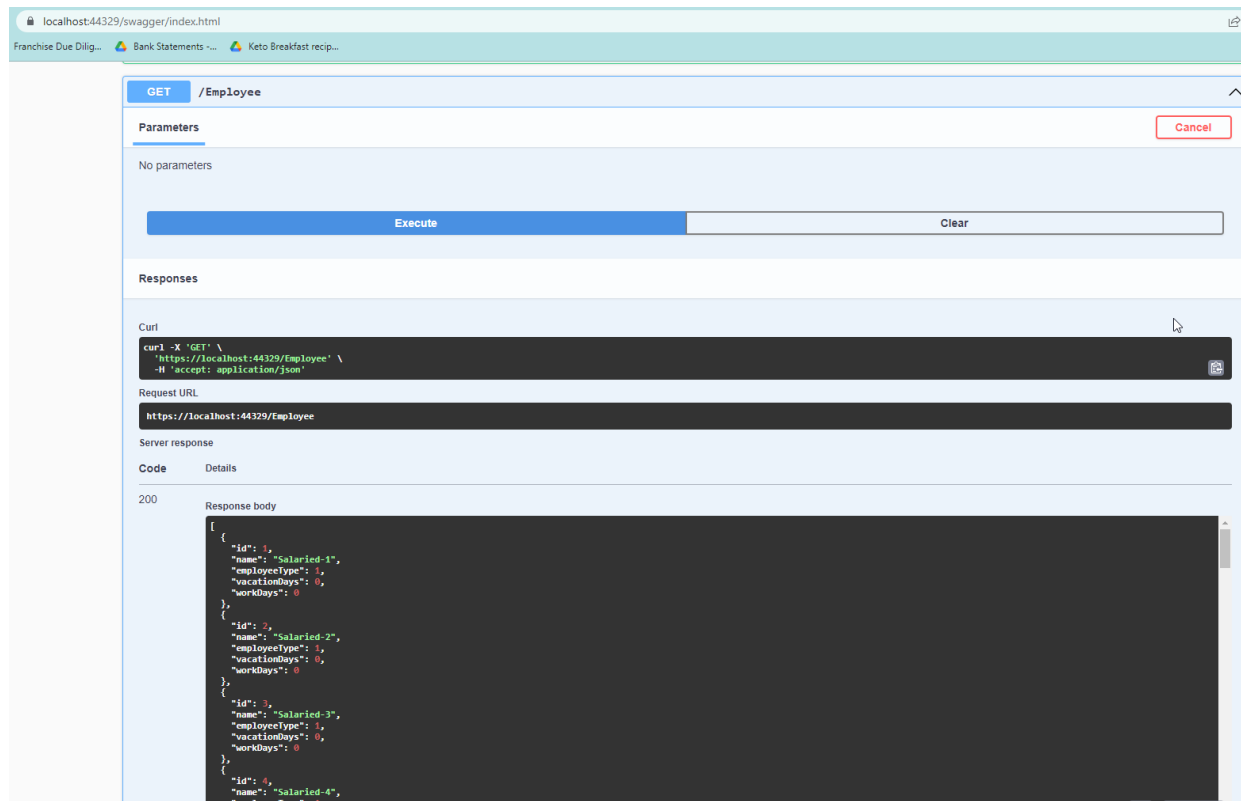 localhost:44329/swagger/index.html
Franchise Due Dilig... Bank Statements -... Keto Breakfast recip...
GET /Employee
Parameters
Cancel
No parameters
Execute
Clear
Responses
Curl
curl -X 'GET' \
'https://localhost:44329/Employee' \
-H 'accept: application/json'
Request URL
https://localhost:44329/Employee
Server response
Code Details
200
Response body
[
{
"id": 1,
"name": "Salaried-1",
"employeeType": 1,
"vacationDays": 0,
"workDays": 0
},
{
"id": 2,
"name": "Salaried-2",
"employeeType": 1,
"vacationDays": 0,
"workDays": 0
},
{
"id": 3,
"name": "Salaried-3",
"employeeType": 1,
"vacationDays": 0,
"workDays": 0
},
{
"id": 4,
"name": "Salaried-4",